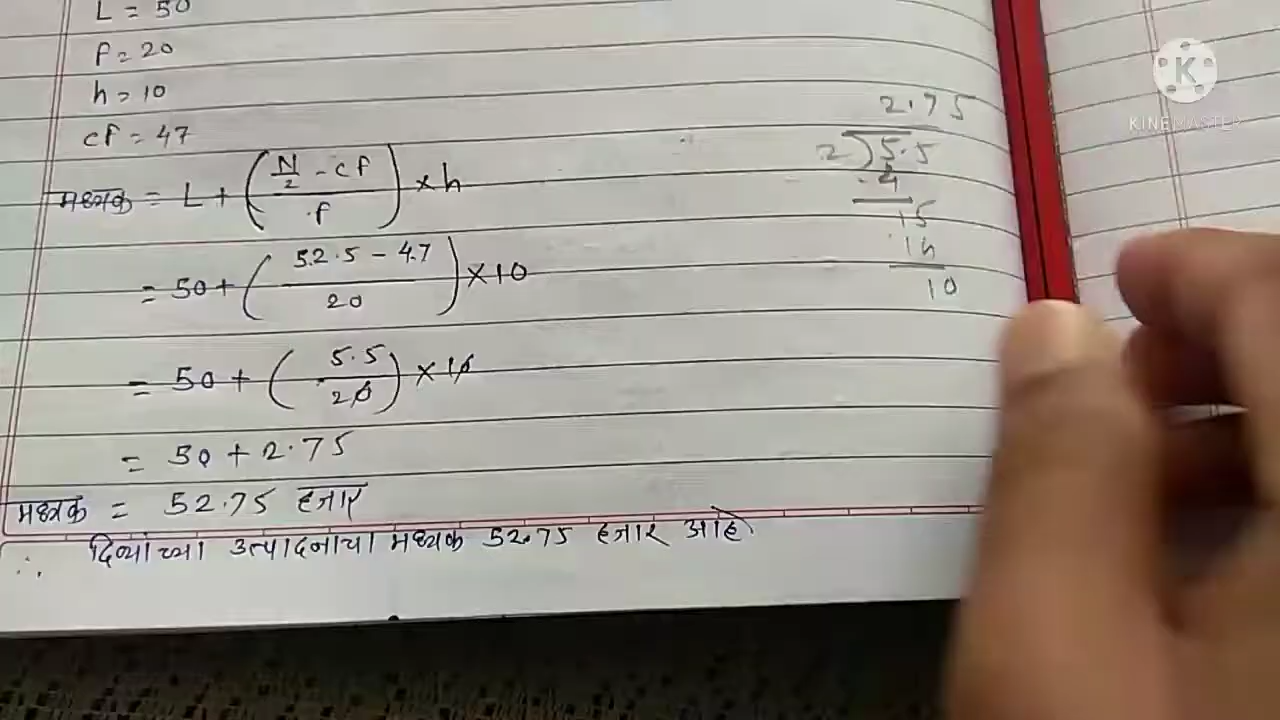 L = 50
f = 20
h = 10
cf = 47
मध्यक = L + ( N/2 - cf / f ) × h
= 50 + ( 52.5 - 47 / 20 ) × 10
= 50 + ( 5.5 / 20 ) × 10
= 50 + 2.75
मध्यक = 52.75 हजार
∴ दिव्यांच्या उत्पादनाचा मध्यक 52.75 हजार आहे.
2.75
2 ) 5.5
- 4
15
14
10
K
KINEMASTER